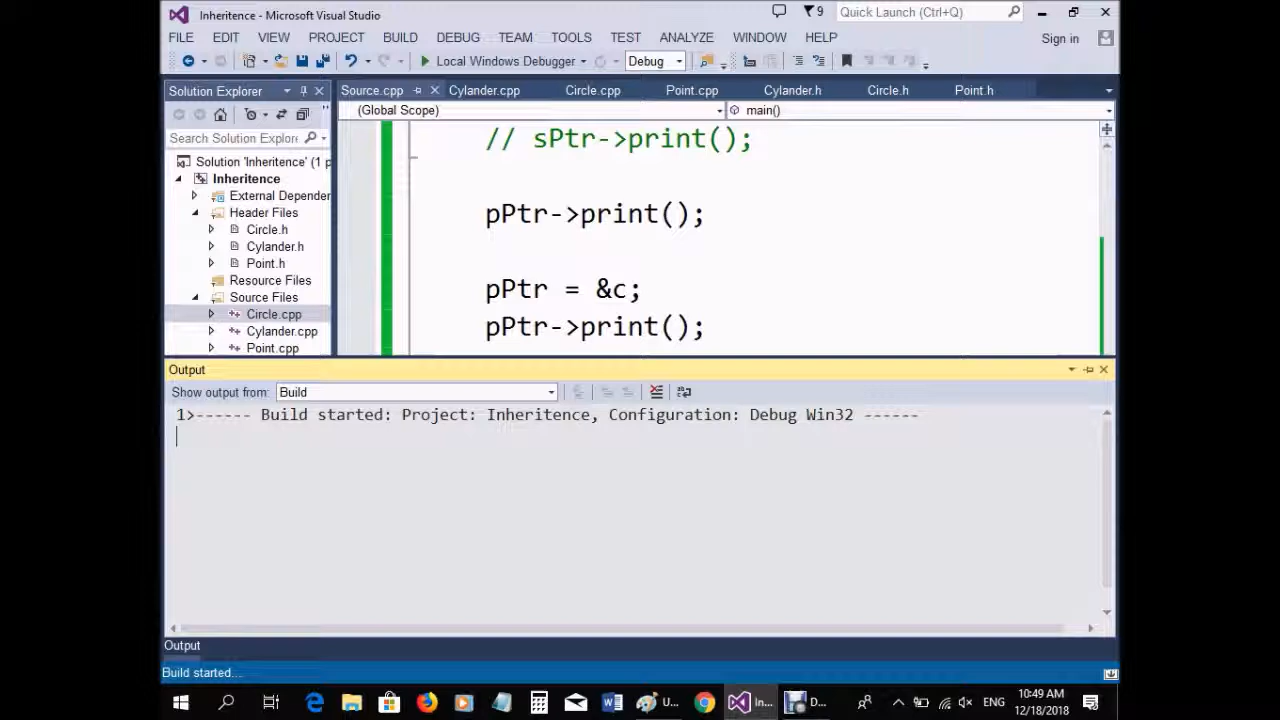 Inheritence - Microsoft Visual Studio
9
Quick Launch (Ctrl+Q)
FILE EDIT VIEW PROJECT BUILD DEBUG TEAM TOOLS TEST ANALYZE WINDOW HELP Sign in
Local Windows Debugger Debug
Solution Explorer
Source.cpp Cylander.cpp Circle.cpp Point.cpp Cylander.h Circle.h Point.h
(Global Scope) main()
Search Solution Explorer
Solution 'Inheritence' (1 p
Inheritence
External Depender
Header Files
Circle.h
Cylander.h
Point.h
Resource Files
Source Files
Circle.cpp
Cylander.cpp
Point.cpp
// sPtr->print();
pPtr->print();
pPtr = &c;
pPtr->print();
Output
Show output from: Build
1>------ Build started: Project: Inheritence, Configuration: Debug Win32 ------
Output
Build started...
U... In... D... ENG
10:49 AM
12/18/2018